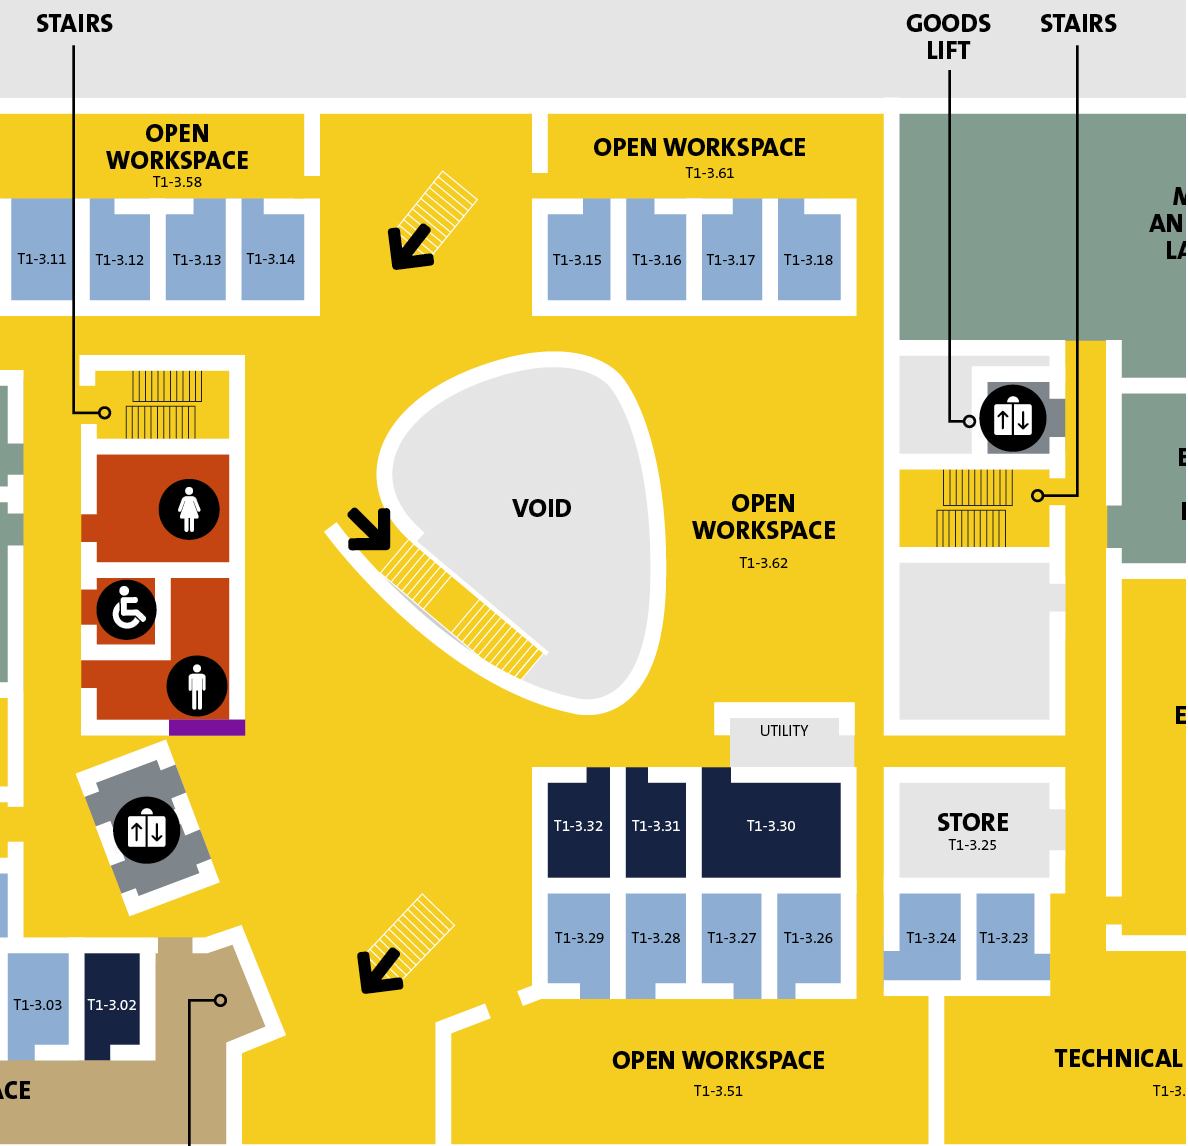 STAIRS
GOODS
LIFT
STAIRS
OPEN
WORKSPACE
T1-3.58
OPEN WORKSPACE
T1-3.61
M
AN
LA
T1-3.11
T1-3.12
T1-3.13
T1-3.14
T1-3.15
T1-3.16
T1-3.17
T1-3.18
VOID
OPEN
WORKSPACE
T1-3.62
E
E
UTILITY
T1-3.32
T1-3.31
T1-3.30
STORE
T1-3.25
T1-3.29
T1-3.28
T1-3.27
T1-3.26
T1-3.24
T1-3.23
T1-3.03
T1-3.02
ACE
OPEN WORKSPACE
T1-3.51
TECHNICAL
T1-3.